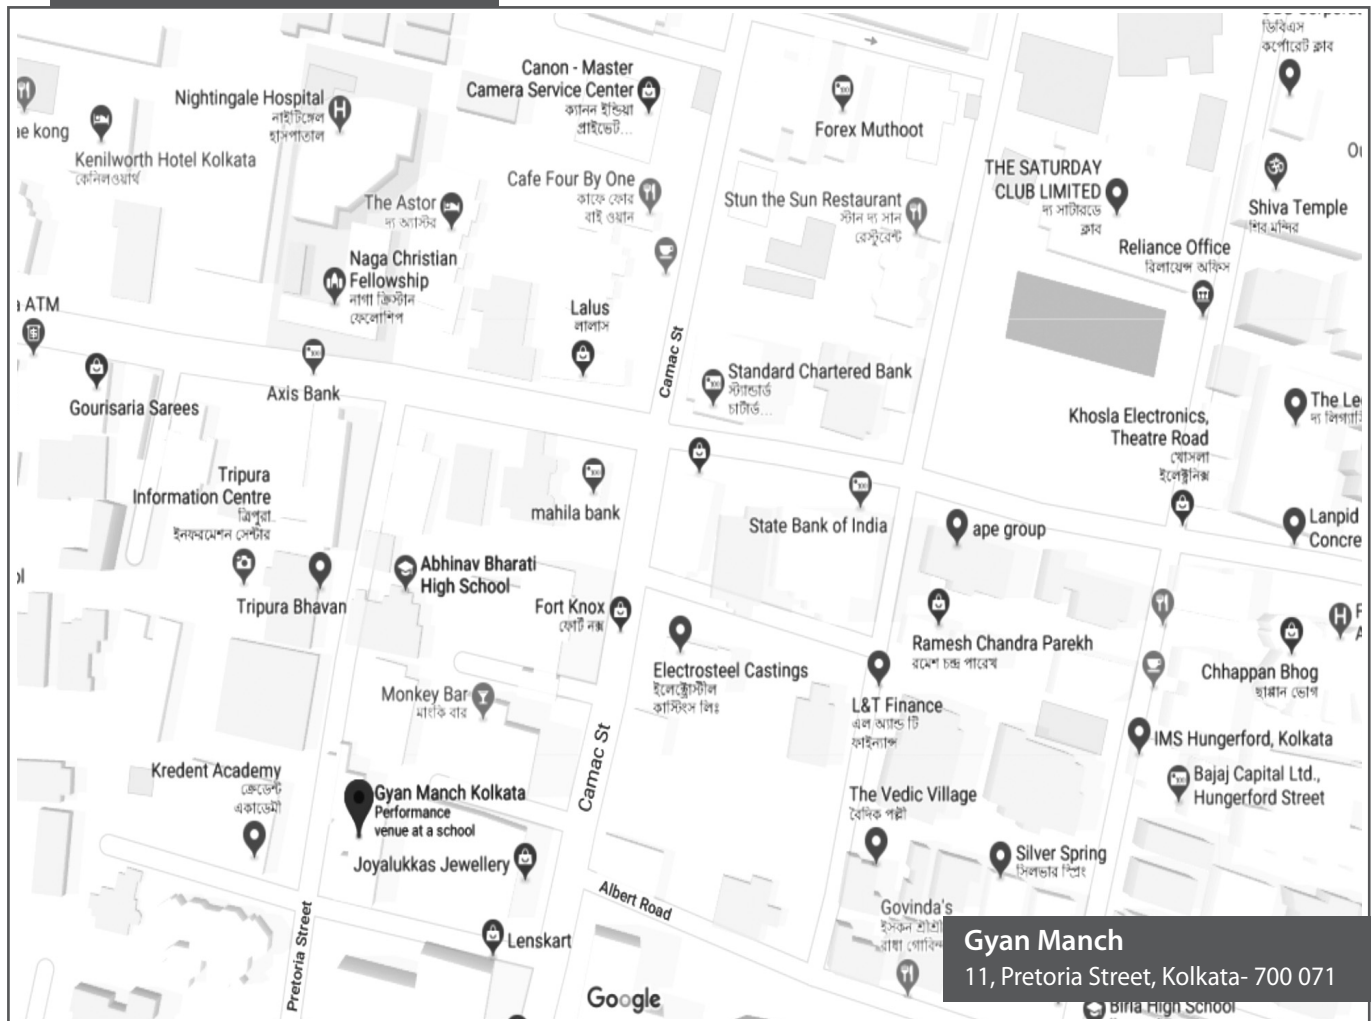 Canon - Master
Camera Service Center
ক্যানন ইন্ডিয়া
প্রাইভেট...
ডিবিএস
কর্পোরেট ক্লাব
Nightingale Hospital
নাইটিঙ্গেল
হাসপাতাল
ae kong
Kenilworth Hotel Kolkata
কেনিলওয়ার্থ
Forex Muthoot
THE SATURDAY
CLUB LIMITED
দ্য সাটারডে
ক্লাব
Cafe Four By One
কাফে ফোর
বাই ওয়ান
The Astor
দ্য অ্যাস্টর
Stun the Sun Restaurant
স্টান দ্য সান
রেস্টুরেন্ট
Shiva Temple
শিব মন্দির
Reliance Office
রিলায়েন্স অফিস
Naga Christian
Fellowship
নাগা ক্রিস্টান
ফেলোশিপ
ATM
Lalus
লালাস
Camac St
Standard Chartered Bank
স্ট্যান্ডার্ড
চার্টার্ড...
Axis Bank
Gourisaria Sarees
The Le
Khosla Electronics,
Theatre Road
খোসলা
ইলেক্ট্রনিক্স
Tripura
Information Centre
ত্রিপুরা
ইনফরমেশন সেন্টার
mahila bank
State Bank of India
ape group
Lanpid
Concre
Abhinav Bharati
High School
Tripura Bhavan
Fort Knox
ফোর্ট নক্স
Ramesh Chandra Parekh
রমেশ চন্দ্র পারেখ
Electrosteel Castings
ইলেক্ট্রোস্টীল
কাস্টিংস লিঃ
Chhappan Bhog
ছাপ্পান ভোগ
Monkey Bar
মাংকি বার
L&T Finance
এল অ্যান্ড টি
ফাইন্যান্স
IMS Hungerford, Kolkata
Camac St
Kredent Academy
ক্রেডেন্ট
একাডেমী
Bajaj Capital Ltd.,
Hungerford Street
Gyan Manch Kolkata
Performance
venue at a school
The Vedic Village
বৈদিক পল্লী
Joyalukkas Jewellery
Silver Spring
সিলভার স্প্রিং
Albert Road
Govinda's
ইসকন শ্রীশ্রী
রাধা গোবিন্দ
Pretoria Street
Lenskart
Google
Gyan Manch
11, Pretoria Street, Kolkata- 700 071
Birla High School